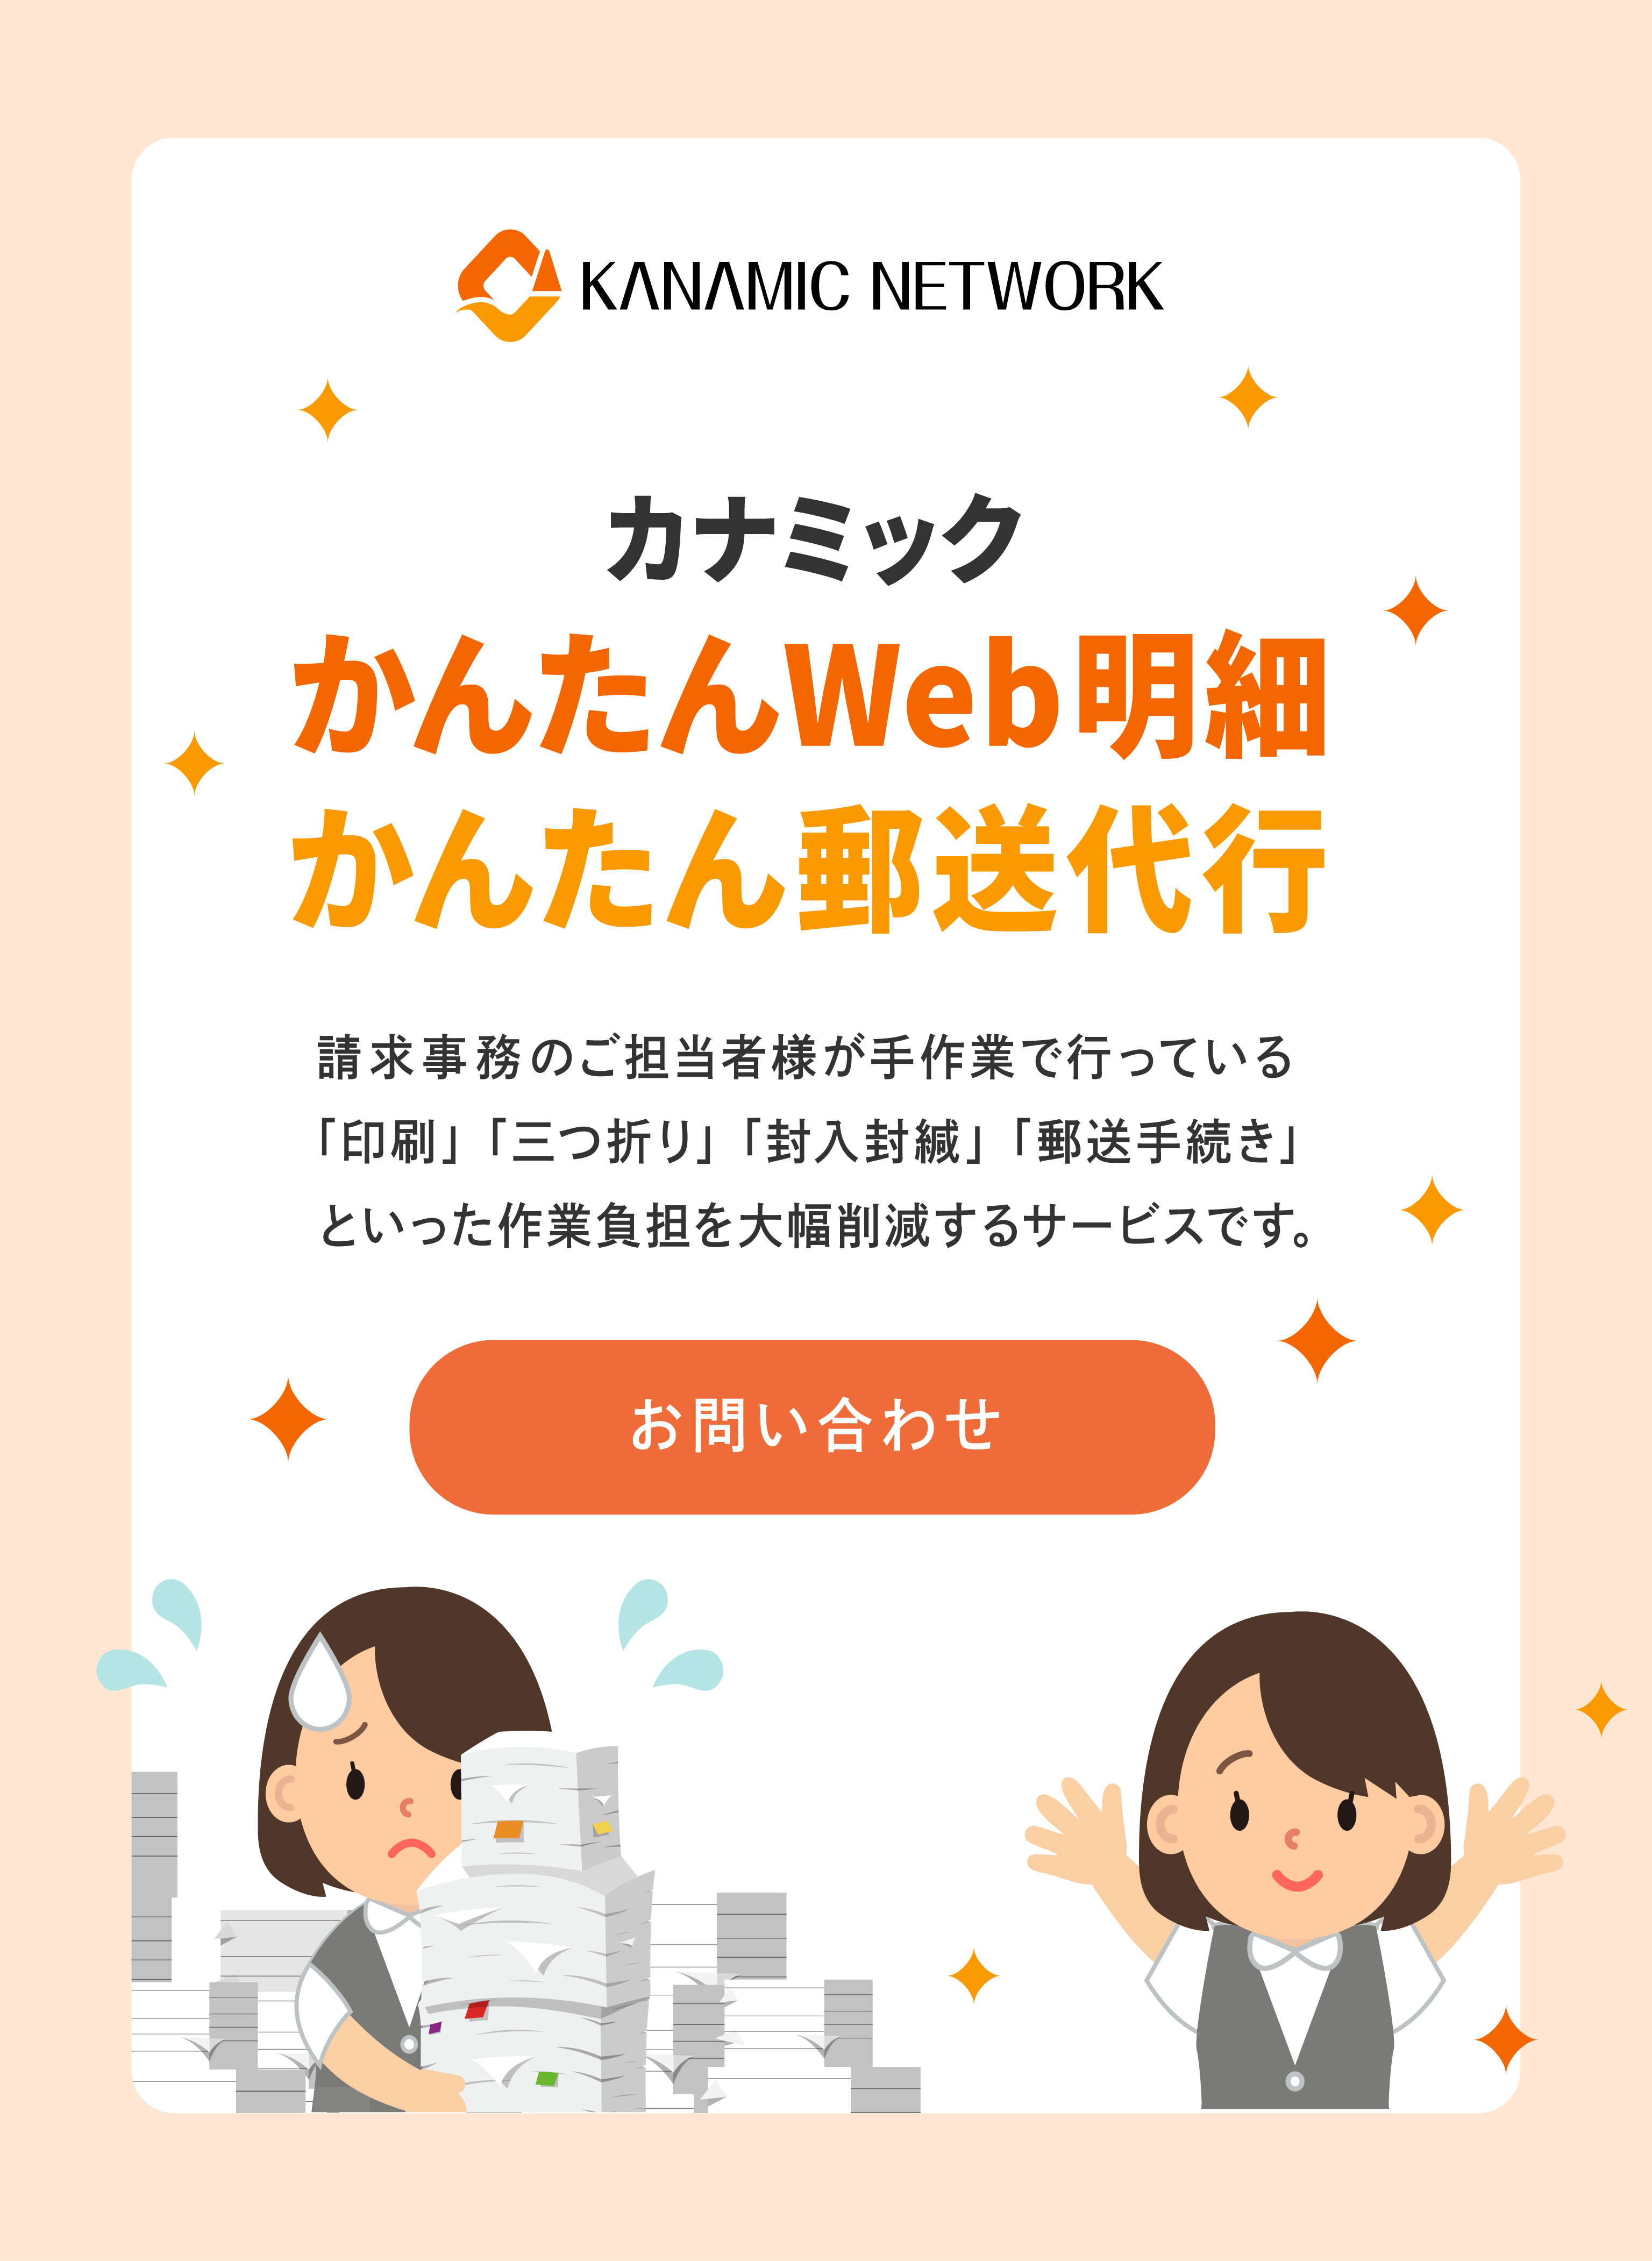 KANAMIC NETWORK
カナミック
かんたんWeb明細
かんたん郵送代行
請求事務のご担当者様が手作業で行っている
「印刷」「三つ折り」「封入封緘」「郵送手続き」
といった作業負担を大幅削減するサービスです。
お問い合わせ